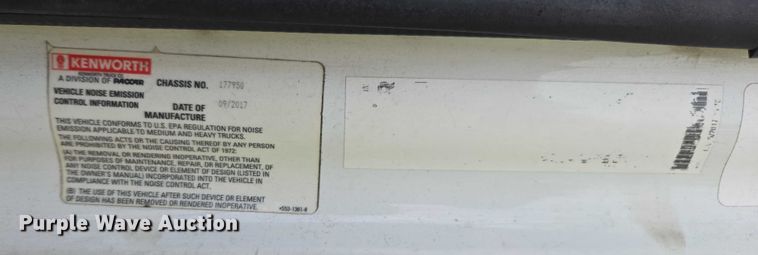 KENWORTH
KENWORTH TRUCK CO.
A DIVISION OF PACCAR
CHASSIS NO. 177950
VEHICLE NOISE EMISSION
CONTROL INFORMATION
DATE OF 09/2017
MANUFACTURE
THIS VEHICLE CONFORMS TO U.S. EPA REGULATION FOR NOISE
EMISSION APPLICABLE TO MEDIUM AND HEAVY TRUCKS.
THE FOLLOWING ACTS OR THE CAUSING THEREOF BY ANY PERSON
ARE PROHIBITED BY THE NOISE CONTROL ACT OF 1972:
(A) THE REMOVAL OR RENDERING INOPERATIVE, OTHER THAN
FOR PURPOSES OF MAINTENANCE, REPAIR, OR REPLACEMENT, OF
ANY NOISE CONTROL DEVICE OR ELEMENT OF DESIGN (LISTED IN
THE OWNER'S MANUAL) INCORPORATED INTO THE VEHICLE IN
COMPLIANCE WITH THE NOISE CONTROL ACT.
(B) THE USE OF THIS VEHICLE AFTER SUCH DEVICE OR ELEMENT
OF DESIGN HAS BEEN REMOVED OR RENDERED INOPERATIVE.
Purple Wave Auction